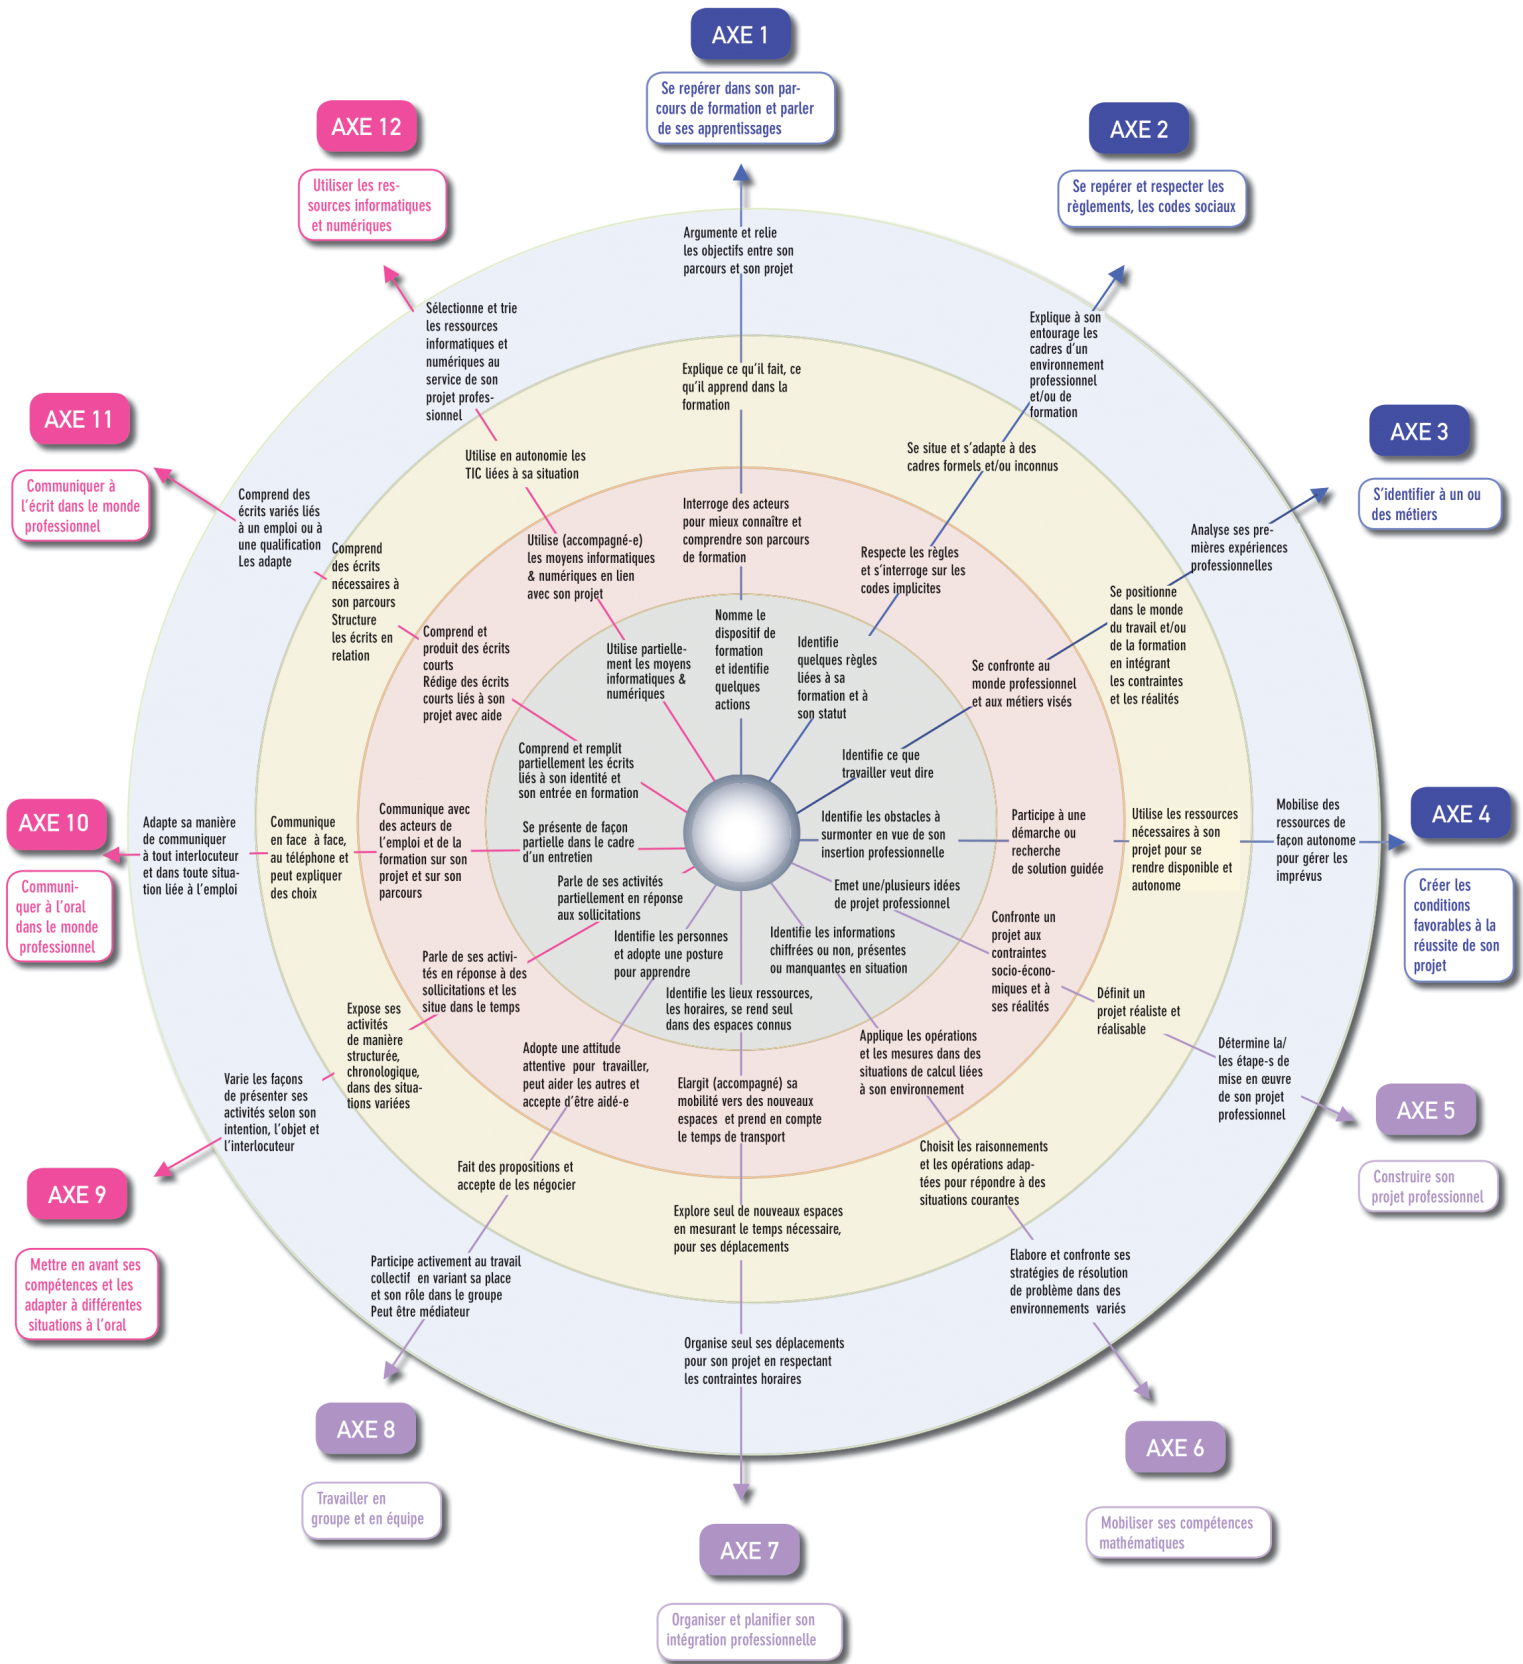 AXE 1
Se repérer dans son par-
cours de formation et parler
de ses apprentissages
Argumente et relie
les objectifs entre son
parcours et son projet
Explique ce qu'il fait, ce
qu'il apprend dans la
formation
Interroge des acteurs
pour mieux connaître et
comprendre son parcours
de formation
Nomme le
dispositif de
formation
et identifie
quelques
actions
AXE 2
Se repérer et respecter les
règlements, les codes sociaux
Explique à son
entourage les
cadres d'un
environnement
professionnel
et/ou de
formation
Se situe et s'adapte à des
cadres formels et/ou inconnus
Respecte les règles
et s'interroge sur les
codes implicites
Identifie
quelques règles
liées à sa
formation et à
son statut
AXE 3
S'identifier à un ou
des métiers
Analyse ses pre-
mières expériences
professionnelles
Se positionne
dans le monde
du travail et/ou
de la formation
en intégrant
les contraintes
et les réalités
Se confronte au
monde professionnel
et aux métiers visés
Identifie ce que
travailler veut dire
AXE 4
Créer les
conditions
favorables à la
réussite de son
projet
Mobilise des
ressources de
façon autonome
pour gérer les
imprévus
Utilise les ressources
nécessaires à son
projet pour se
rendre disponible et
autonome
Participe à une
démarche ou
recherche
de solution guidée
Identifie les obstacles à
surmonter en vue de son
insertion professionnelle
AXE 5
Construire son
projet professionnel
Détermine la/
les étape-s de
mise en œuvre
de son projet
professionnel
Définit un
projet réaliste et
réalisable
Confronte un
projet aux
contraintes
socio-écono-
miques et à
ses réalités
Emet une/plusieurs idées
de projet professionnel
AXE 6
Mobiliser ses compétences
mathématiques
Elabore et confronte ses
stratégies de résolution
de problème dans des
environnements variés
Choisit les raisonnements
et les opérations adap-
tées pour répondre à des
situations courantes
Applique les opérations
et les mesures dans des
situations de calcul liées
à son environnement
Identifie les informations
chiffrées ou non, présentes
ou manquantes en situation
AXE 7
Organiser et planifier son
intégration professionnelle
Organise seul ses déplacements
pour son projet en respectant
les contraintes horaires
Explore seul de nouveaux espaces
en mesurant le temps nécessaire,
pour ses déplacements
Elargit (accompagné) sa
mobilité vers des nouveaux
espaces et prend en compte
le temps de transport
Identifie les lieux ressources,
les horaires, se rend seul
dans des espaces connus
AXE 8
Travailler en
groupe et en équipe
Participe activement au travail
collectif en variant sa place
et son rôle dans le groupe
Peut être médiateur
Fait des propositions et
accepte de les négocier
Adopte une attitude
attentive pour travailler,
peut aider les autres et
accepte d'être aidé-e
Identifie les personnes
et adopte une posture
pour apprendre
AXE 9
Mettre en avant ses
compétences et les
adapter à différentes
situations à l'oral
Varie les façons
de présenter ses
activités selon son
intention, l'objet et
l'interlocuteur
Expose ses
activités
de manière
structurée,
chronologique,
dans des situa-
tions variées
Parle de ses activi-
tés en réponse à des
sollicitations et les
situe dans le temps
Parle de ses activités
partiellement en réponse
aux sollicitations
AXE 10
Communi-
quer à l'oral
dans le monde
professionnel
Adapte sa manière
de communiquer
à tout interlocuteur
et dans toute situa-
tion liée à l'emploi
Communique
en face à face,
au téléphone et
peut expliquer
des choix
Communique avec
des acteurs de
l'emploi et de la
formation sur son
projet et sur son
parcours
Se présente de façon
partielle dans le cadre
d'un entretien
AXE 11
Communiquer à
l'écrit dans le monde
professionnel
Comprend des
écrits variés liés
à un emploi ou à
une qualification
Les adapte
Comprend
des écrits
nécessaires à
son parcours
Structure
les écrits en
relation
Comprend et
produit des écrits
courts
Rédige des écrits
courts liés à son
projet avec aide
Comprend et remplit
partiellement les écrits
liés à son identité et
son entrée en formation
AXE 12
Utiliser les res-
sources informatiques
et numériques
Sélectionne et trie
les ressources
informatiques et
numériques au
service de son
projet profes-
sionnel
Utilise en autonomie les
TIC liées à sa situation
Utilise (accompagné-e)
les moyens informatiques
& numériques en lien
avec son projet
Utilise partielle-
ment les moyens
informatiques &
numériques